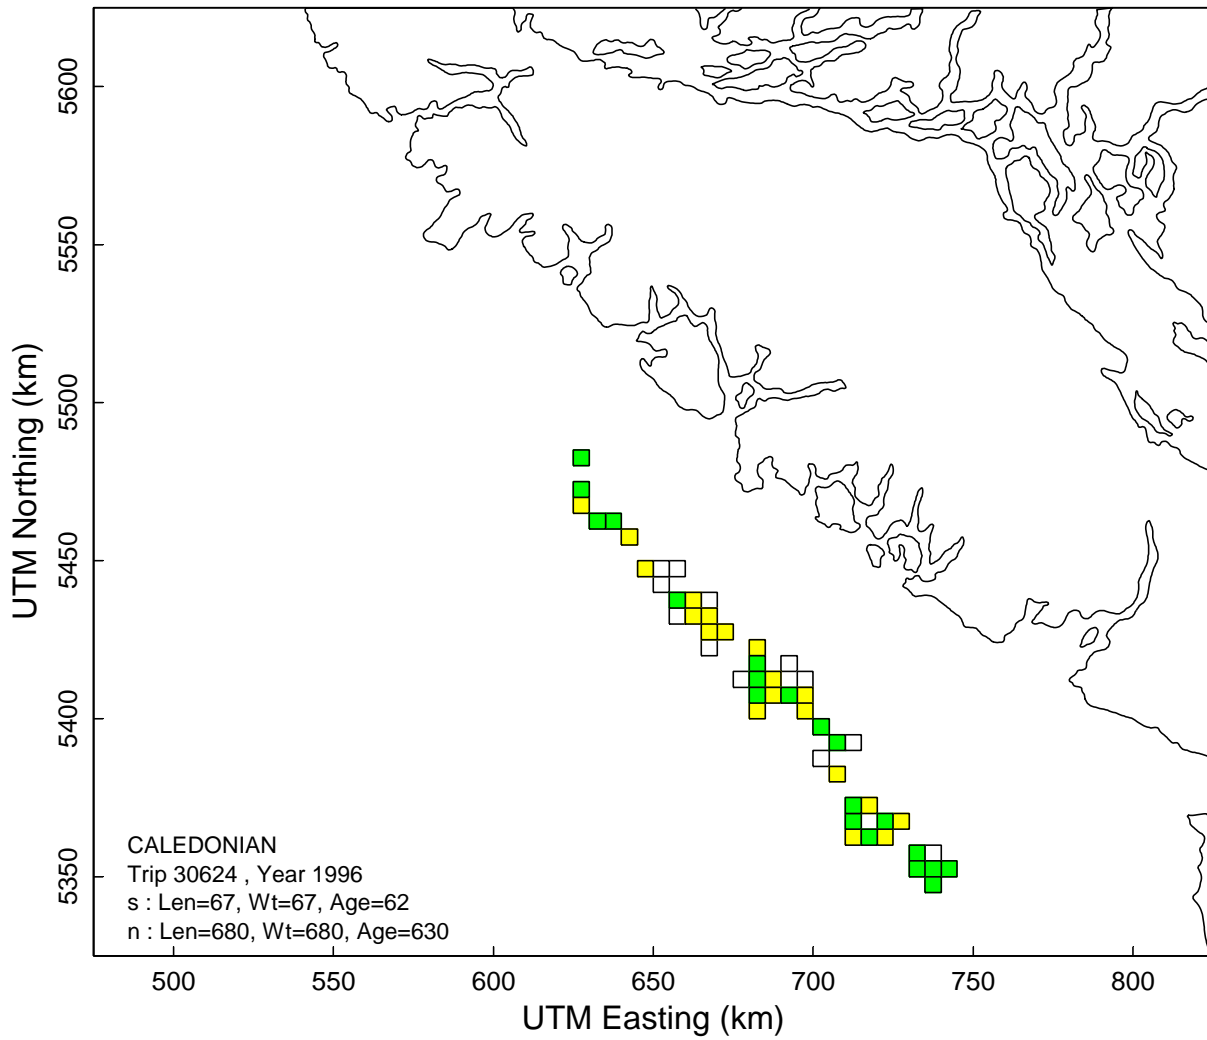 5600
5550
5500
5450
5400
5350
UTM Northing (km)
CALEDONIAN
Trip 30624 , Year 1996
s : Len=67, Wt=67, Age=62
n : Len=680, Wt=680, Age=630
500 550 600 650 700 750 800
UTM Easting (km)